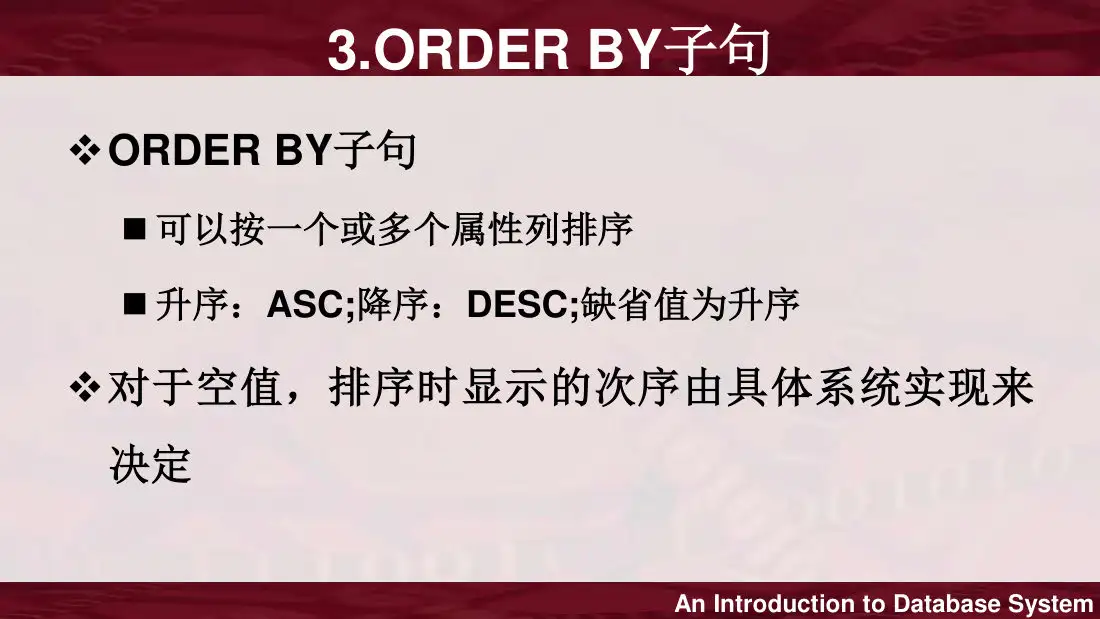 3.ORDER BY子句
ORDER BY子句
可以按一个或多个属性列排序
升序：ASC;降序：DESC;缺省值为升序
对于空值，排序时显示的次序由具体系统实现来
决定
An Introduction to Database System